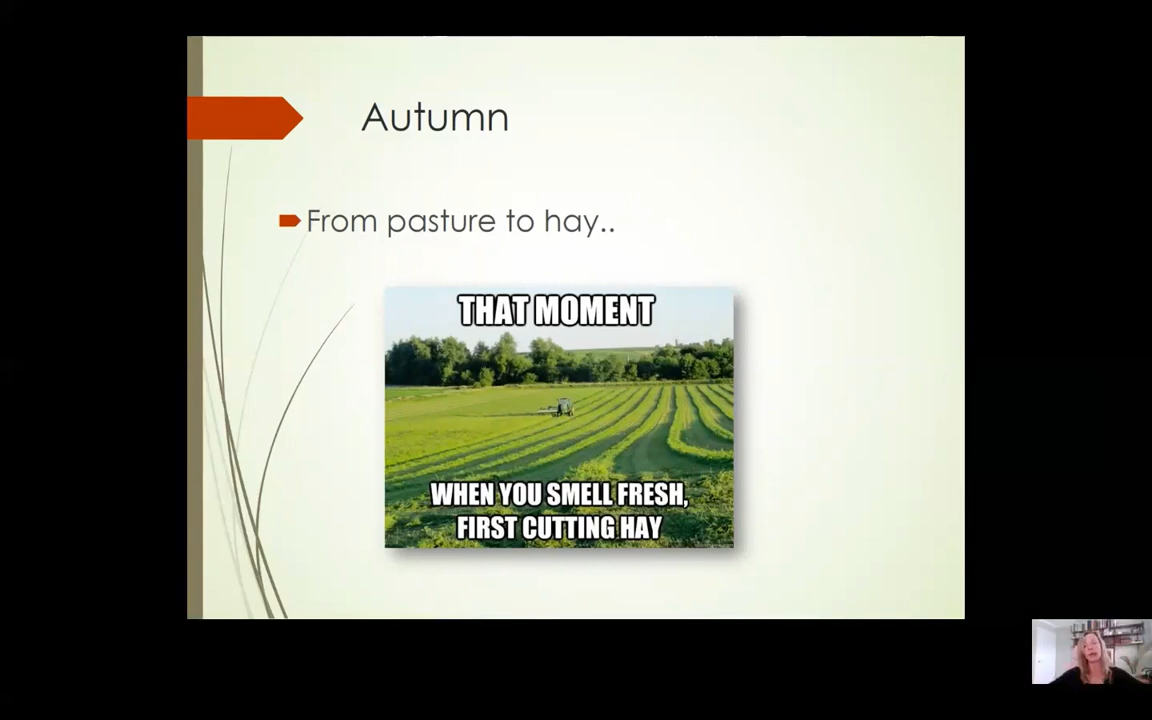 Autumn
From pasture to hay..
THAT MOMENT
WHEN YOU SMELL FRESH,
FIRST CUTTING HAY